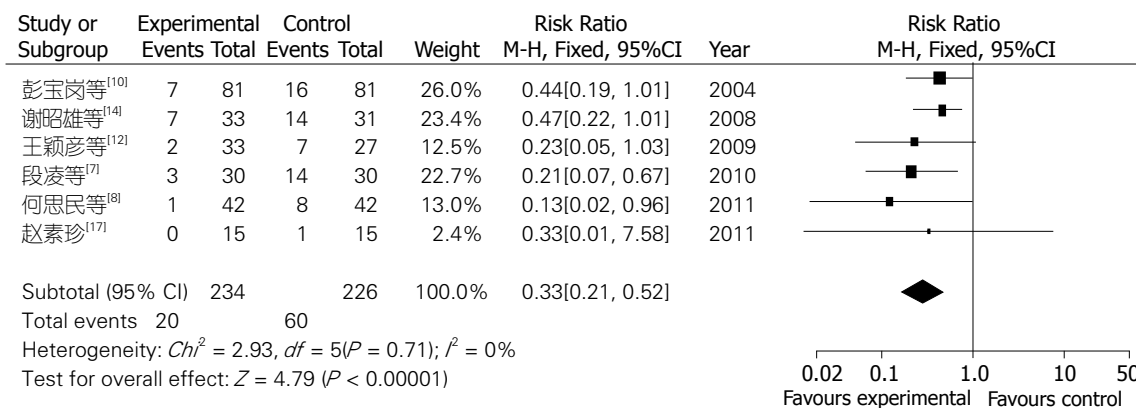 Study or Experimental Control Risk Ratio Risk Ratio
Subgroup Events Total Events Total Weight M-H, Fixed, 95%CI Year M-H, Fixed, 95%CI
彭宝岗等[10] 7 81 16 81 26.0% 0.44[0.19, 1.01] 2004
谢昭雄等[14] 7 33 14 31 23.4% 0.47[0.22, 1.01] 2008
王颖彦等[12] 2 33 7 27 12.5% 0.23[0.05, 1.03] 2009
段凌等[7] 3 30 14 30 22.7% 0.21[0.07, 0.67] 2010
何思民等[8] 1 42 8 42 13.0% 0.13[0.02, 0.96] 2011
赵素珍[17] 0 15 1 15 2.4% 0.33[0.01, 7.58] 2011
Subtotal (95% CI) 234 226 100.0% 0.33[0.21, 0.52]
Total events 20 60
Heterogeneity: Chi² = 2.93, df = 5(P = 0.71); I² = 0%
Test for overall effect: Z = 4.79 (P < 0.00001)
0.02 0.1 1.0 10 50
Favours experimental Favours control